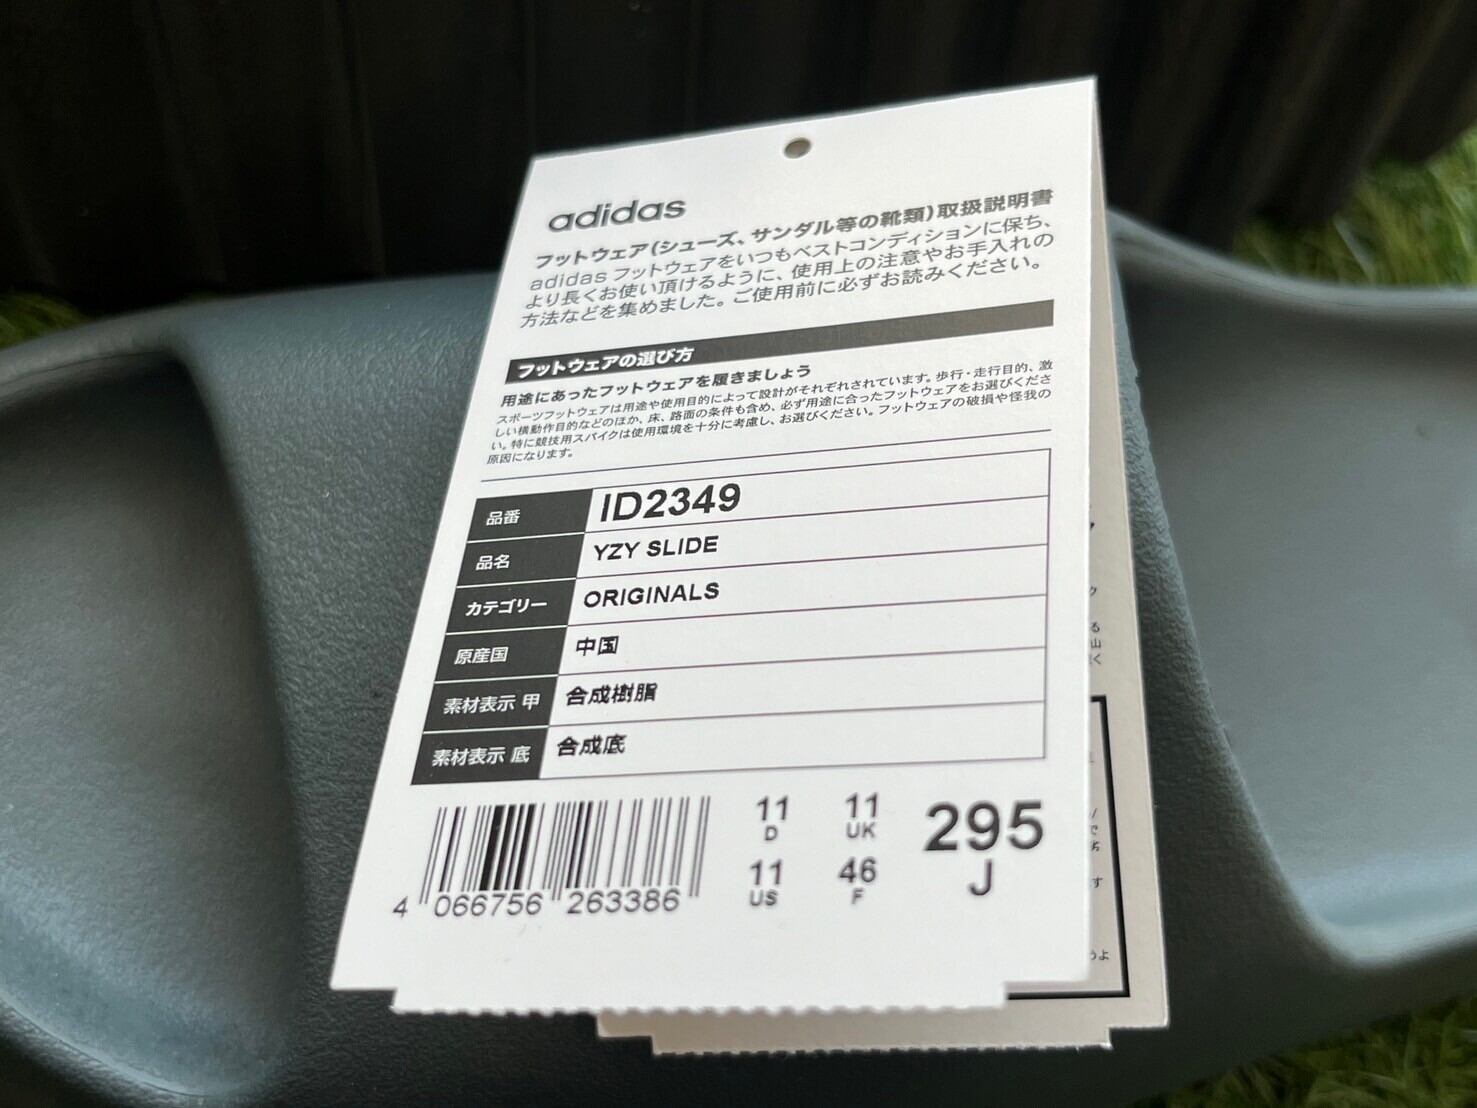 adidas
フットウェア(シューズ、サンダル等の靴類)取扱説明書
adidas フットウェアをいつもベストコンディションに保ち、
より長くお使い頂けるように、使用上の注意やお手入れの
方法などを集めました。ご使用前に必ずお読みください。
フットウェアの選び方
用途にあったフットウェアを履きましょう
スポーツフットウェアは用途や使用目的によって設計がそれぞれされています。歩行・走行目的、激
しい横動作目的などのほか、床、路面の条件も含め、必ず用途に合ったフットウェアをお選びくださ
い。特に競技用スパイクは使用環境を十分に考慮し、お選びください。フットウェアの破損や怪我の
原因になります。
品番 ID2349
品名 YZY SLIDE
カテゴリー ORIGINALS
原産国 中国
素材表示 甲 合成樹脂
素材表示 底 合成底
11 D 11 UK 295 J
11 US 46 F
4 066756 263386